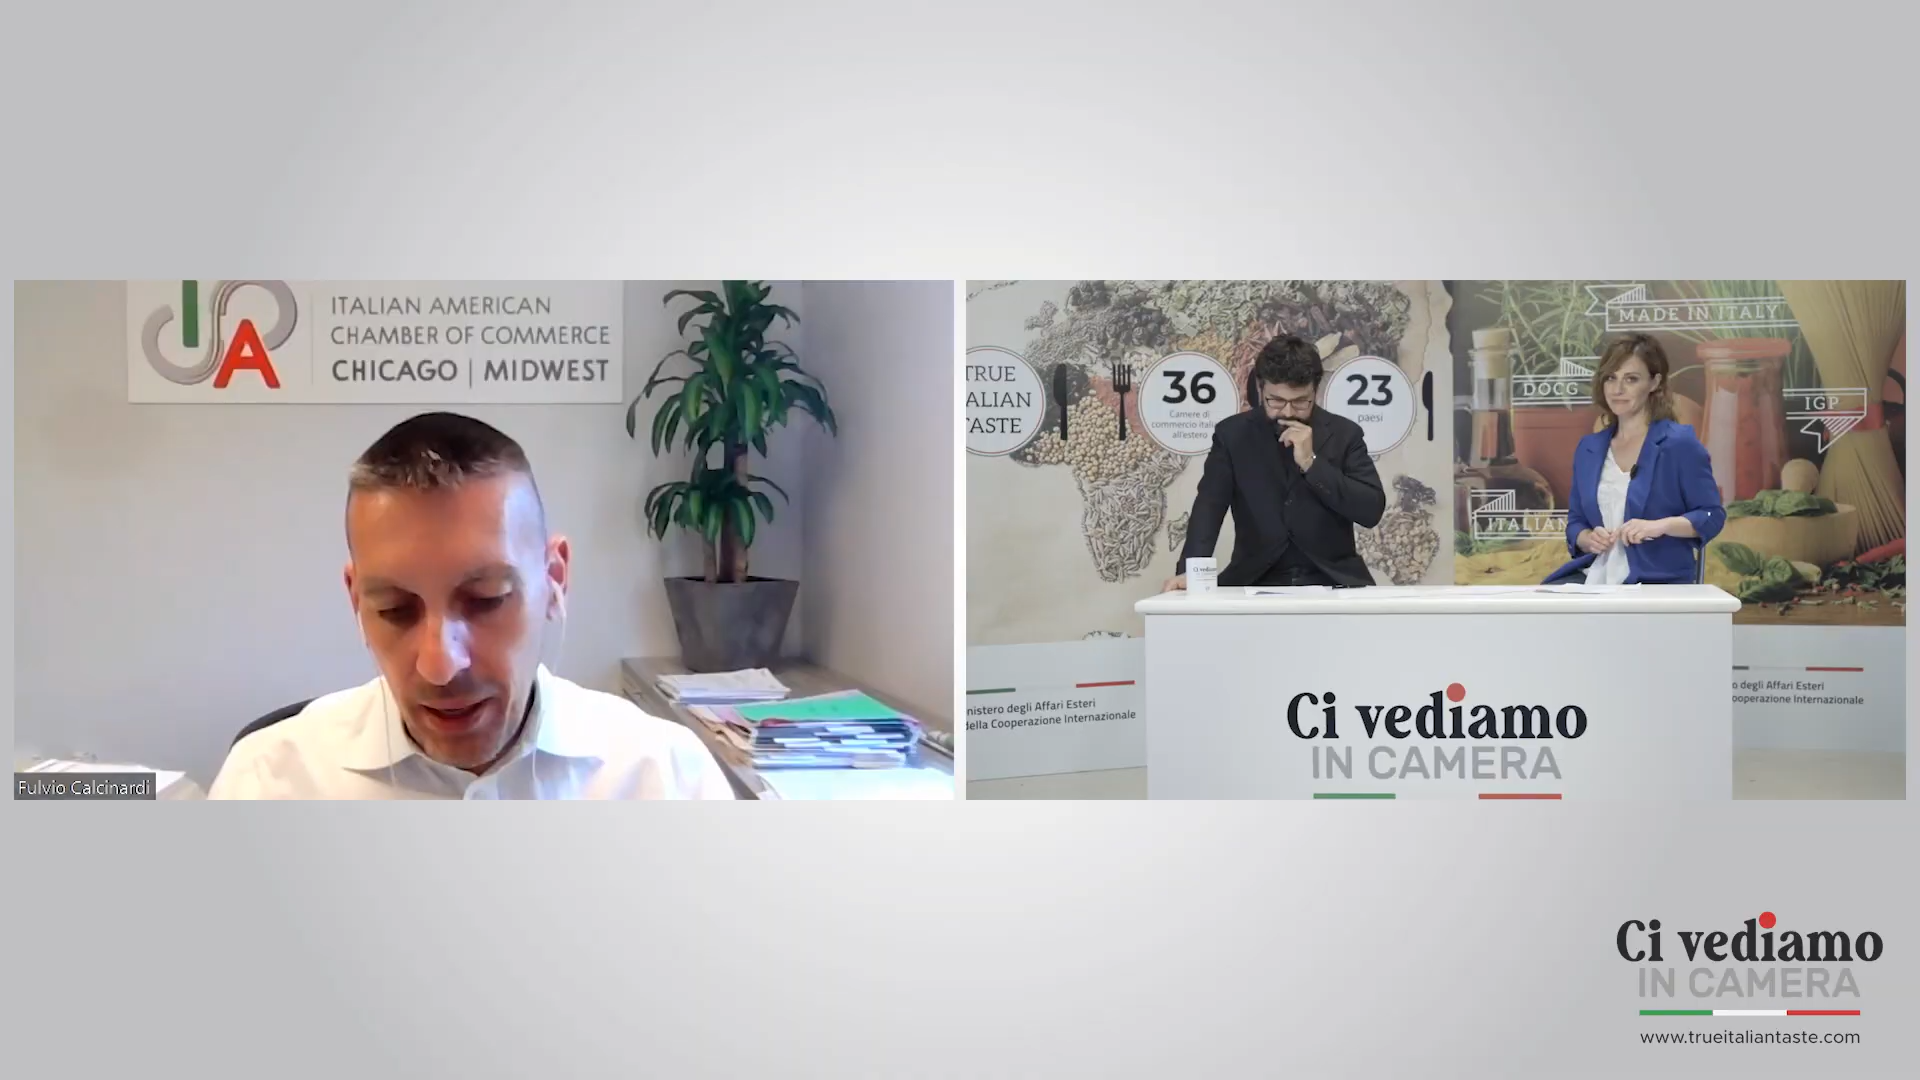 ITALIAN AMERICAN
CHAMBER OF COMMERCE
CHICAGO | MIDWEST
Fulvio Calcinardi
TRUE
ALIAN
TASTE
36
Camere di
commercio itali
all'estero
23
paesi
MADE IN ITALY
DOCG
IGP
ITALIAN
nistero degli Affari Esteri
della Cooperazione Internazionale
o degli Affari Esteri
ooperazione Internazionale
Ci vediamo
IN CAMERA
Ci vediamo
IN CAMERA
www.trueitaliantaste.com